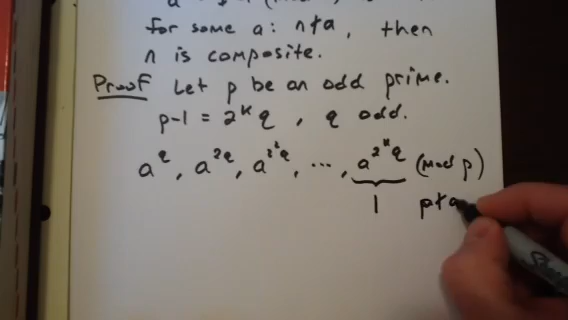 for some a: n∤a, then
n is composite.
Proof Let p be an odd prime.
p-1 = 2^k q, q odd.
a^q, a^{2q}, a^{2^2 q}, ..., a^{2^k q} (mod p)
1 p∤a